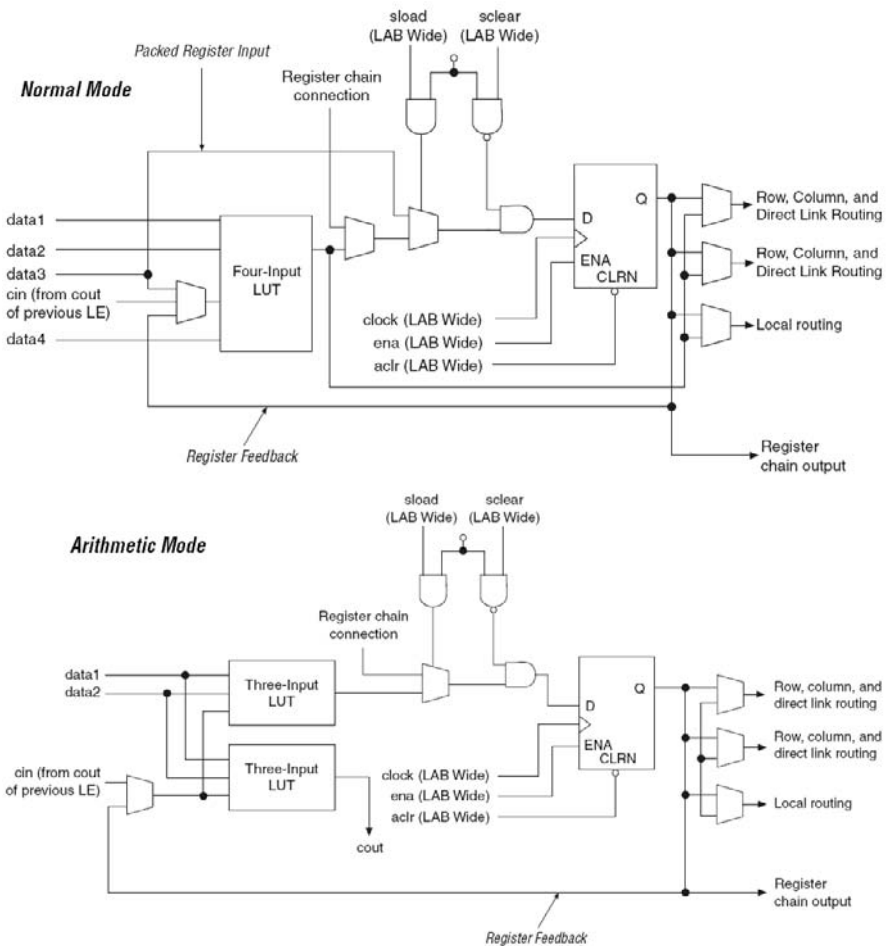 sload
(LAB Wide)
sclear
(LAB Wide)
Packed Register Input
Normal Mode
Register chain
connection
data1
data2
data3
cin (from cout
of previous LE)
data4
Four-Input
LUT
D
Q
ENA
CLRN
clock (LAB Wide)
ena (LAB Wide)
aclr (LAB Wide)
Row, Column, and
Direct Link Routing
Row, Column, and
Direct Link Routing
Local routing
Register
chain output
Register Feedback
Arithmetic Mode
sload
(LAB Wide)
sclear
(LAB Wide)
Register chain
connection
data1
data2
cin (from cout
of previous LE)
Three-Input
LUT
Three-Input
LUT
cout
D
Q
ENA
CLRN
clock (LAB Wide)
ena (LAB Wide)
aclr (LAB Wide)
Row, column, and
direct link routing
Row, column, and
direct link routing
Local routing
Register
chain output
Register Feedback